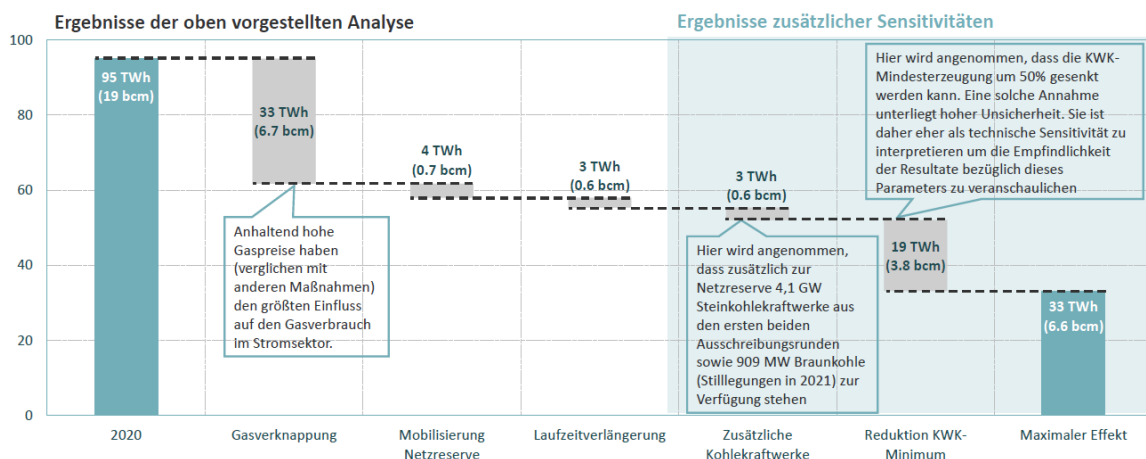 Ergebnisse der oben vorgestellten Analyse
Ergebnisse zusätzlicher Sensitivitäten
100
80
60
40
20
0
95 TWh
(19 bcm)
33 TWh
(6.7 bcm)
4 TWh
(0.7 bcm)
3 TWh
(0.6 bcm)
3 TWh
(0.6 bcm)
19 TWh
(3.8 bcm)
33 TWh
(6.6 bcm)
Anhaltend hohe
Gaspreise haben
(verglichen mit
anderen Maßnahmen)
den größten Einfluss
auf den Gasverbrauch
im Stromsektor.
Hier wird angenommen,
dass zusätzlich zur
Netzreserve 4,1 GW
Steinkohlekraftwerke aus
den ersten beiden
Ausschreibungsrunden
sowie 909 MW Braunkohle
(Stilllegungen in 2021) zur
Verfügung stehen
Hier wird angenommen, dass die KWK-
Mindesterzeugung um 50% gesenkt
werden kann. Eine solche Annahme
unterliegt hoher Unsicherheit. Sie ist
daher eher als technische Sensitivität zu
interpretieren um die Empfindlichkeit
der Resultate bezüglich dieses
Parameters zu veranschaulichen
2020
Gasverknappung
Mobilisierung
Netzreserve
Laufzeitverlängerung
Zusätzliche
Kohlekraftwerke
Reduktion KWK-
Minimum
Maximaler Effekt